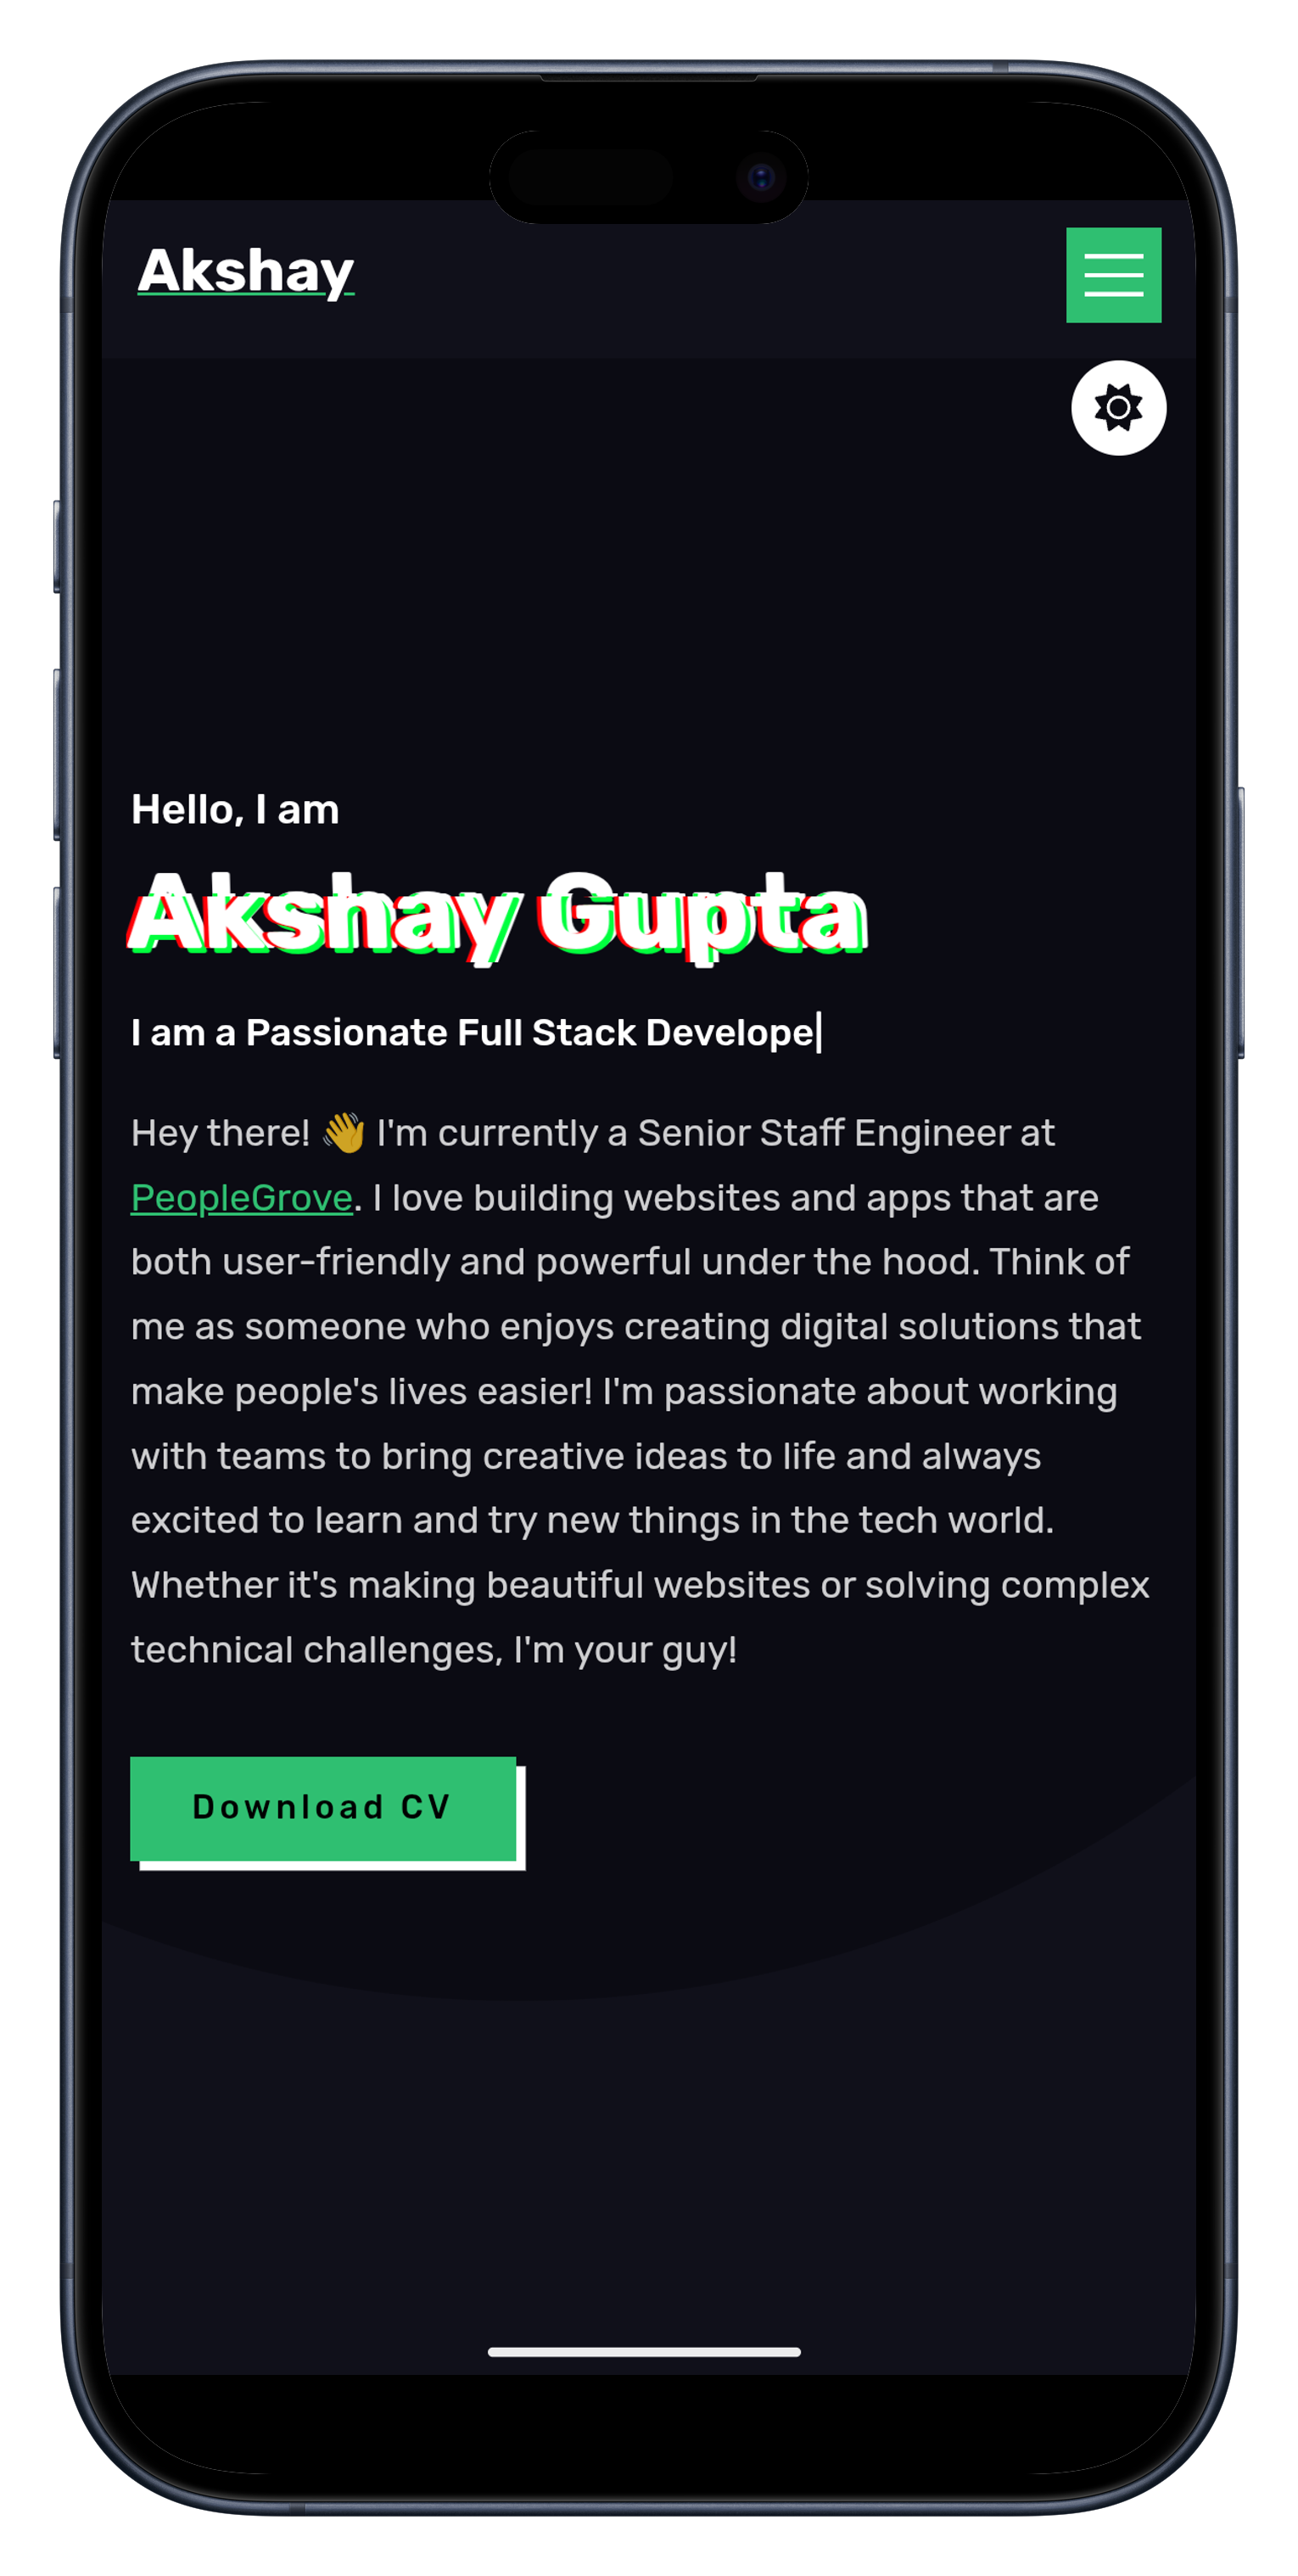 Akshay
Hello, I am
Akshay Gupta
I am a Passionate Full Stack Develope|
Hey there! 👋 I'm currently a Senior Staff Engineer at
PeopleGrove. I love building websites and apps that are
both user-friendly and powerful under the hood. Think of
me as someone who enjoys creating digital solutions that
make people's lives easier! I'm passionate about working
with teams to bring creative ideas to life and always
excited to learn and try new things in the tech world.
Whether it's making beautiful websites or solving complex
technical challenges, I'm your guy!
Download CV